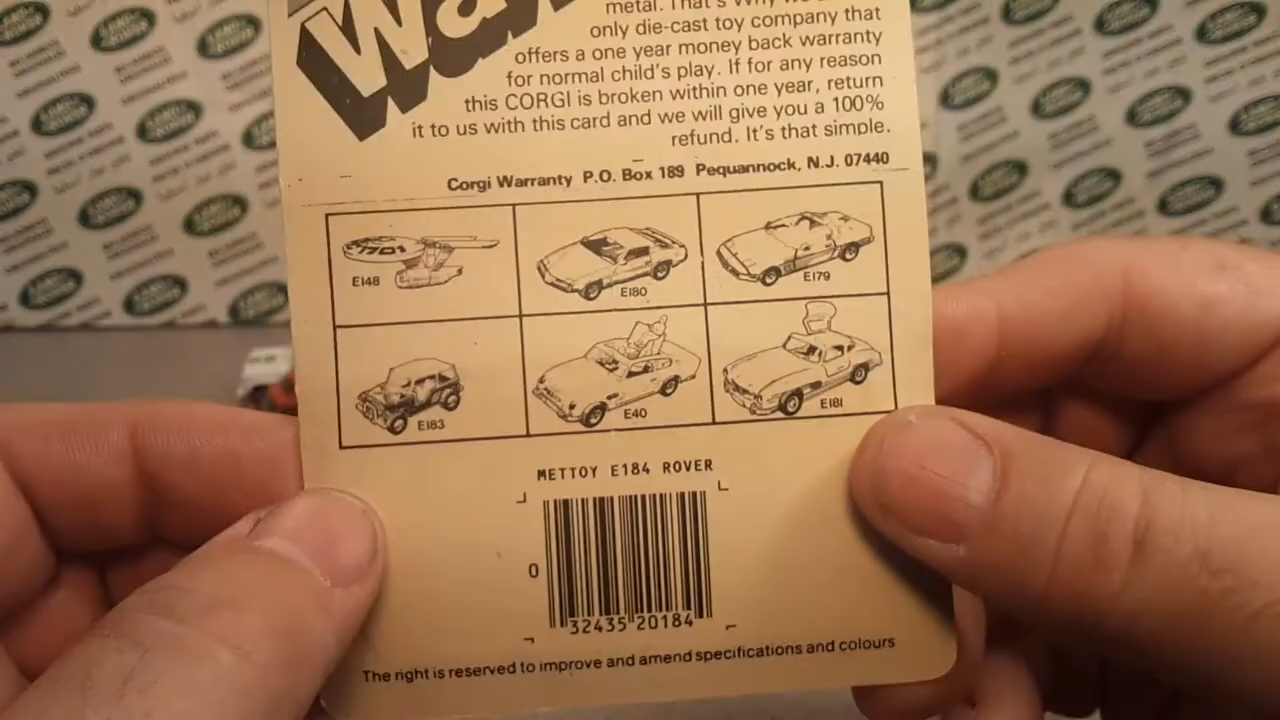 Wa
metal. That's Why
only die-cast toy company that
offers a one year money back warranty
for normal child's play. If for any reason
this CORGI is broken within one year, return
it to us with this card and we will give you a 100%
refund. It's that simple.
Corgi Warranty P.O. Box 189 Pequannock, N.J. 07440
1701
E148
E180
E179
E183
E40
E181
METTOY E184 ROVER
0
32435 20184
The right is reserved to improve and amend specifications and colours
LAND ROVER